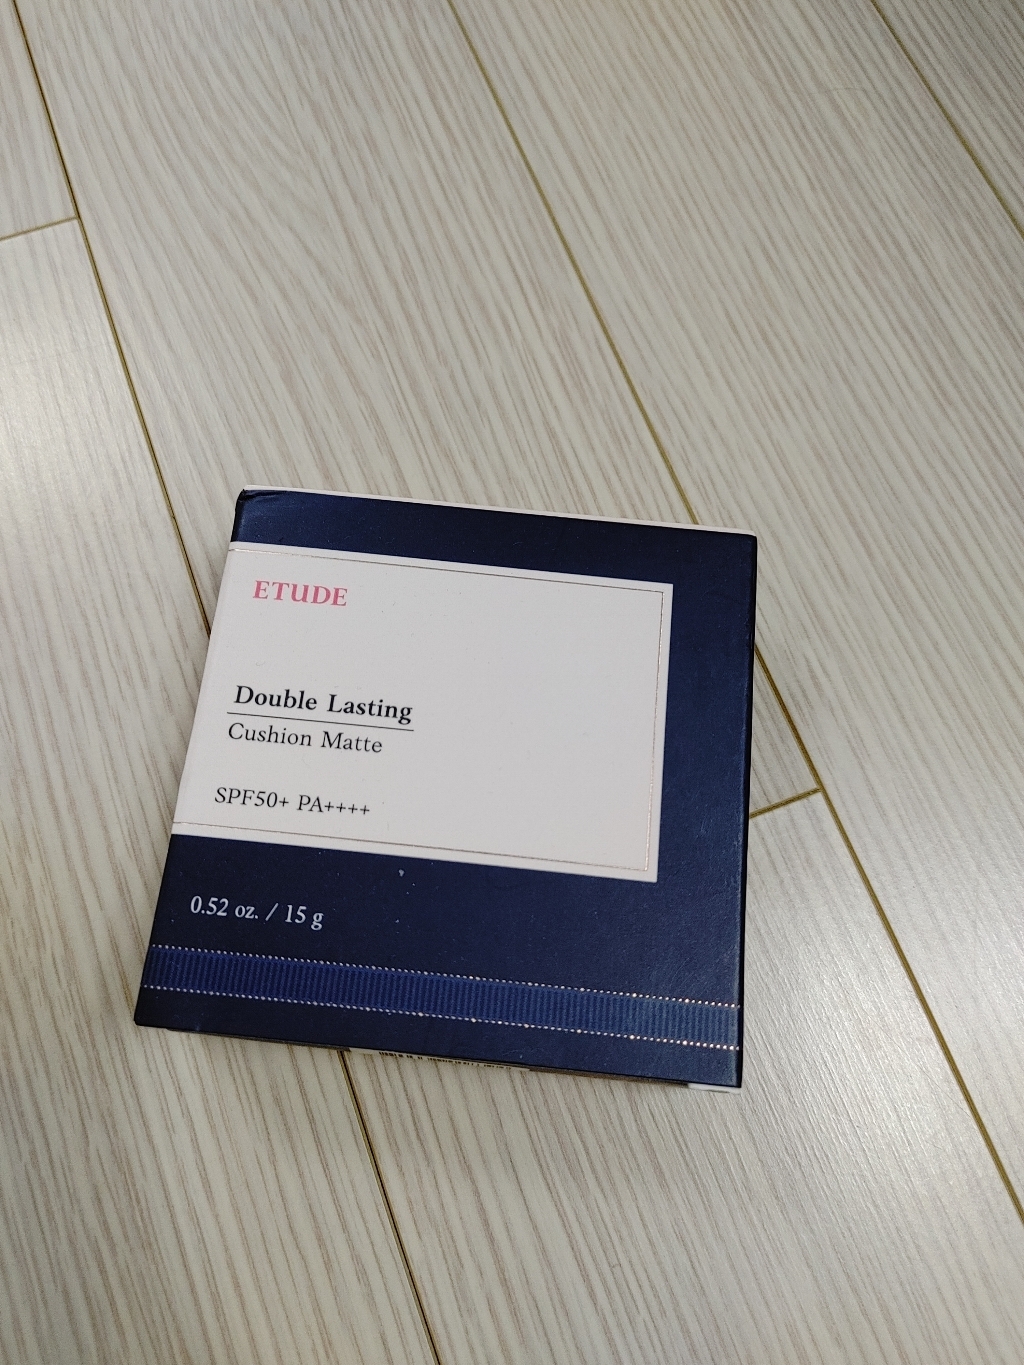 ETUDE
Double Lasting
Cushion Matte
SPF50+ PA++++
0.52 oz. / 15 g